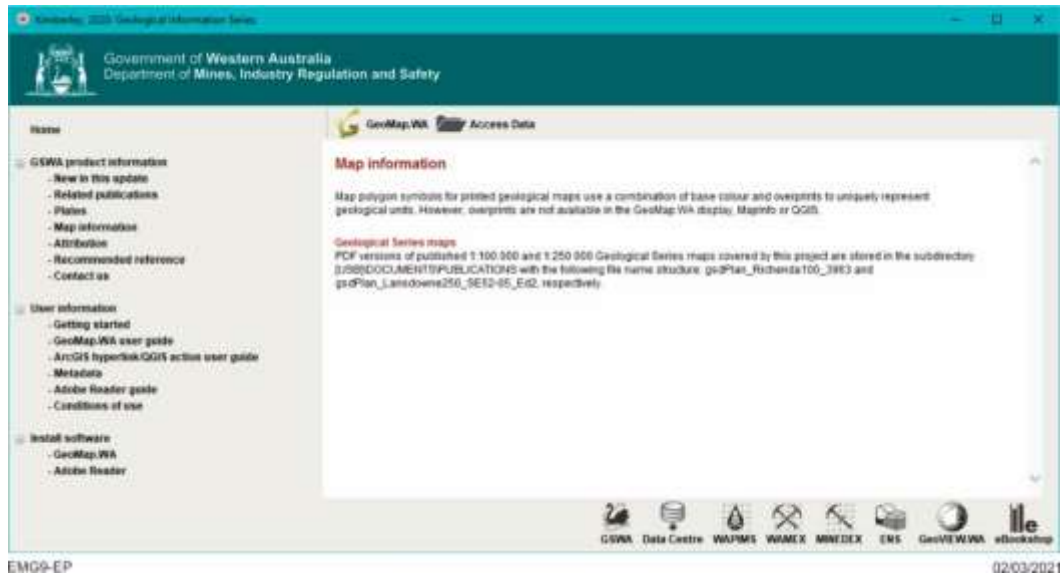 Kimberley, 2020: Geological Information Series
Government of Western Australia
Department of Mines, Industry Regulation and Safety
Home
GSWA product information
- New in this update
- Related publications
- Plates
- Map information
- Attribution
- Recommended reference
- Contact us
User information
- Getting started
- GeoMap.WA user guide
- ArcGIS hyperlink/QGIS action user guide
- Metadata
- Adobe Reader guide
- Conditions of use
Install software
- GeoMap.WA
- Adobe Reader
GeoMap.WA Access Data
Map information
Map polygon symbols for printed geological maps use a combination of base colour and overprints to uniquely represent
geological units. However, overprints are not available in the GeoMap.WA display, MapInfo or QGIS.
Geological Series maps
PDF versions of published 1:100 000 and 1:250 000 Geological Series maps covered by this project are stored in the subdirectory
[USB]\DOCUMENTS\PUBLICATIONS with the following file name structure: gsdPlan_Richenda100_3963 and
gsdPlan_Lansdowne250_SE52-05_Ed2, respectively.
GSWA Data Centre WAPIMS WAMEX MINEDEX ENS GeoVIEW.WA eBookshop
EMG9-EP
02/03/2021